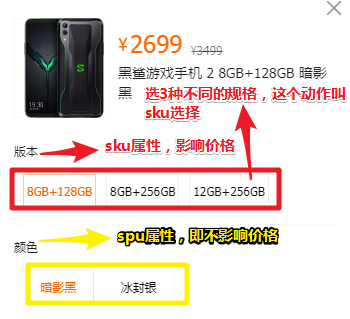 ¥2699 ¥3499
黑鲨游戏手机 2 8GB+128GB 暗影
黑 选3种不同的规格，这个动作叫
sku选择
19:30
版本 sku属性，影响价格
8GB+128GB 8GB+256GB 12GB+256GB
颜色 spu属性，即不影响价格
暗影黑 冰封银